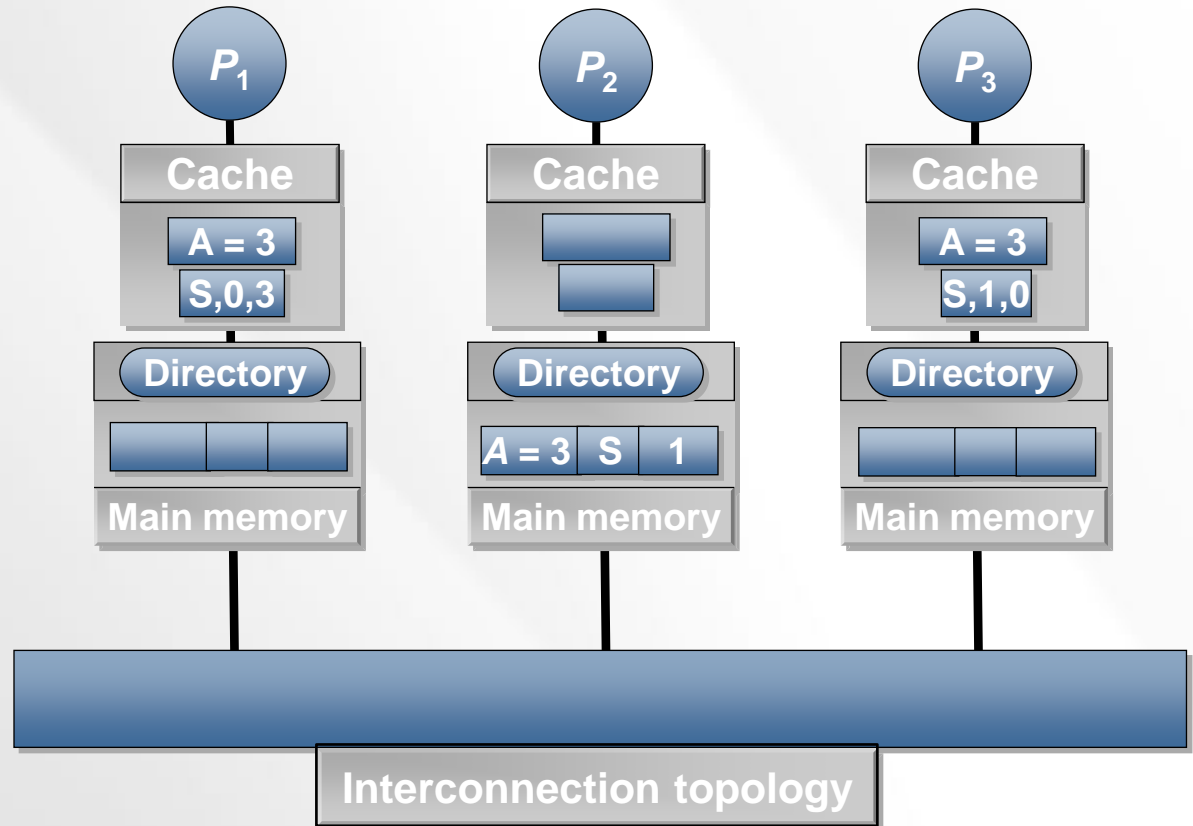 P1 P2 P3
Cache Cache Cache
A = 3 A = 3
S,0,3 S,1,0
Directory Directory Directory
A = 3 S 1
Main memory Main memory Main memory
Interconnection topology